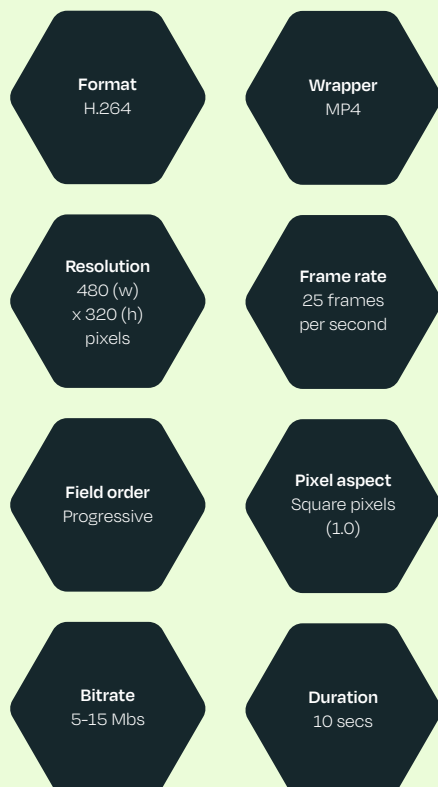 Format
H.264
Wrapper
MP4
Resolution
480 (w)
x 320 (h)
pixels
Frame rate
25 frames
per second
Field order
Progressive
Pixel aspect
Square pixels
(1.0)
Bitrate
5-15 Mbs
Duration
10 secs